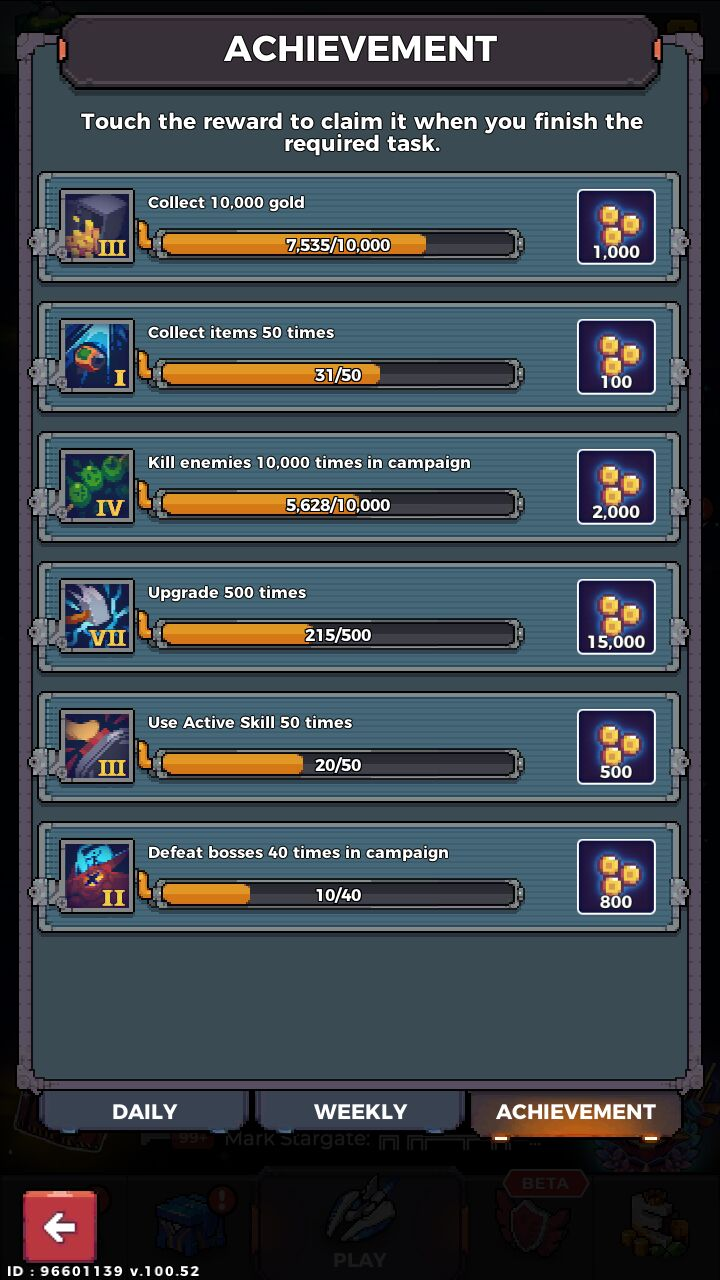 ACHIEVEMENT
Touch the reward to claim it when you finish the
required task.
Collect 10,000 gold
III
7,535/10,000
1,000
Collect items 50 times
I
31/50
100
Kill enemies 10,000 times in campaign
IV
5,628/10,000
2,000
Upgrade 500 times
VII
215/500
15,000
Use Active Skill 50 times
III
20/50
500
Defeat bosses 40 times in campaign
II
10/40
800
DAILY WEEKLY ACHIEVEMENT
99+ Mark Stargate:
BETA
PLAY
ID : 96601139 v.100.52